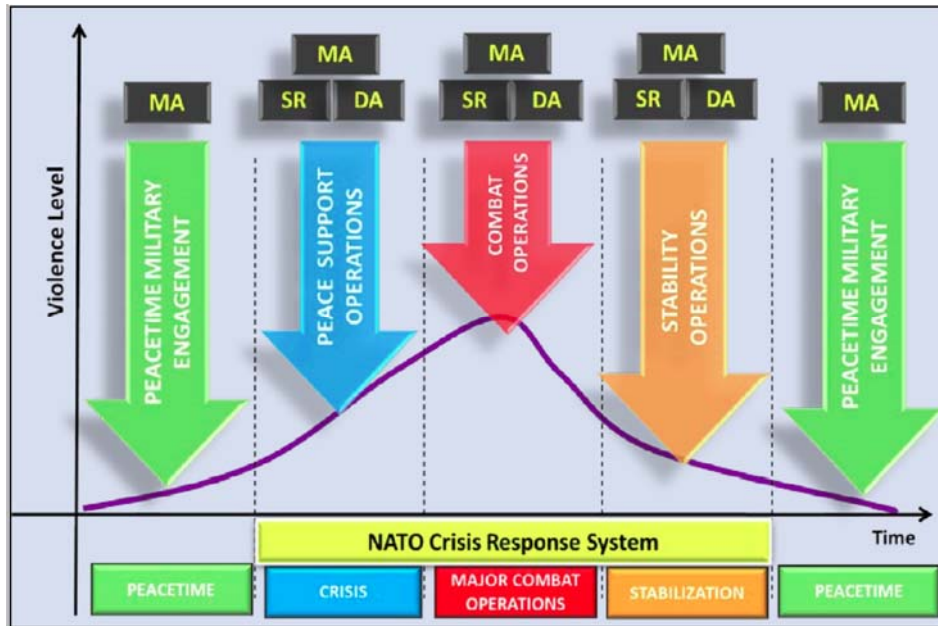 MA
MA
MA
MA
MA
SR DA
SR DA
SR DA
Violence Level
PEACETIME MILITARY
ENGAGEMENT
PEACE SUPPORT
OPERATIONS
COMBAT
OPERATIONS
STABILITY
OPERATIONS
PEACETIME MILITARY
ENGAGEMENT
Time
NATO Crisis Response System
PEACETIME
CRISIS
MAJOR COMBAT
OPERATIONS
STABILIZATION
PEACETIME